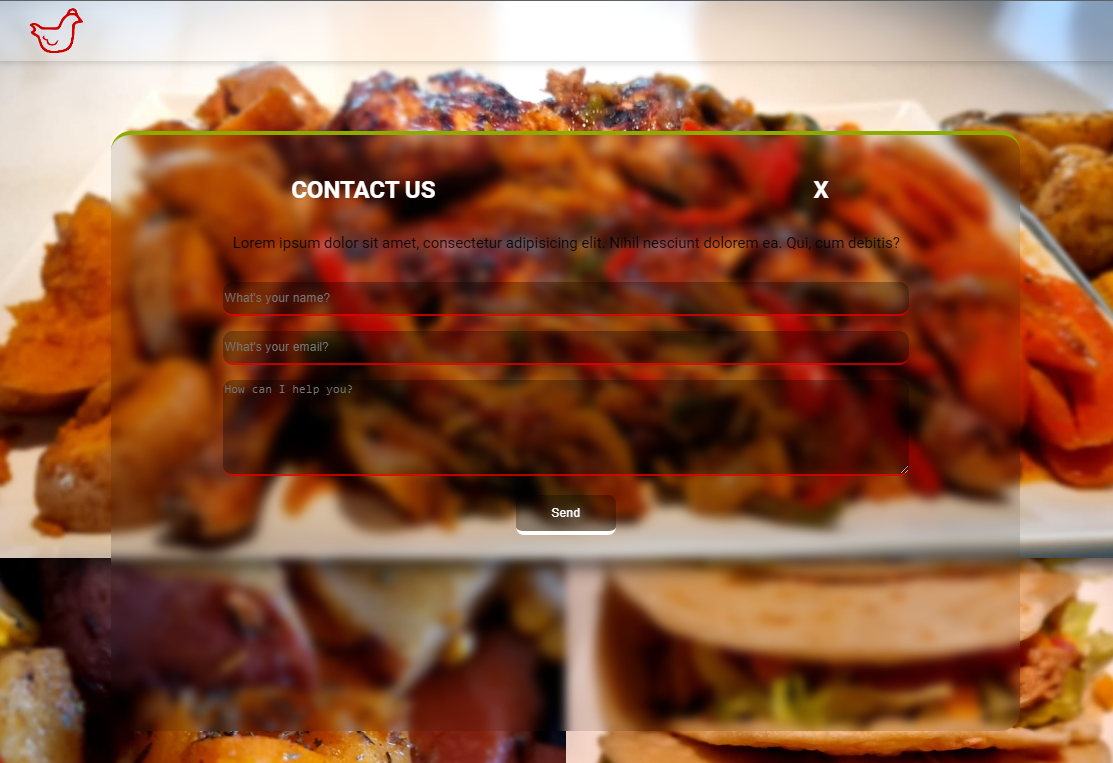 CONTACT US
X
Lorem ipsum dolor sit amet, consectetur adipisicing elit. Nihil nesciunt dolorem ea. Qui, cum debitis?
What's your name?
What's your email?
How can I help you?
Send